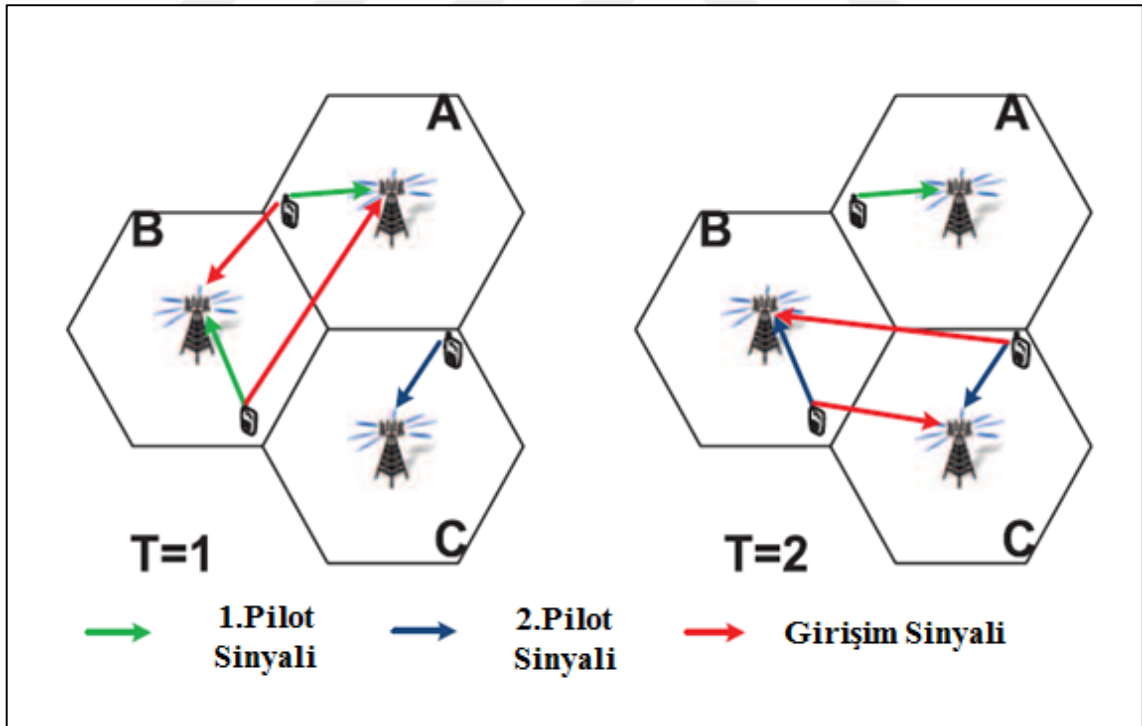 A
B
C
T=1
A
B
C
T=2
1.Pilot
Sinyali
2.Pilot
Sinyali
Girişim Sinyali